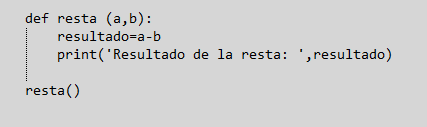 def resta (a,b):
    resultado=a-b
    print('Resultado de la resta: ',resultado)
resta()